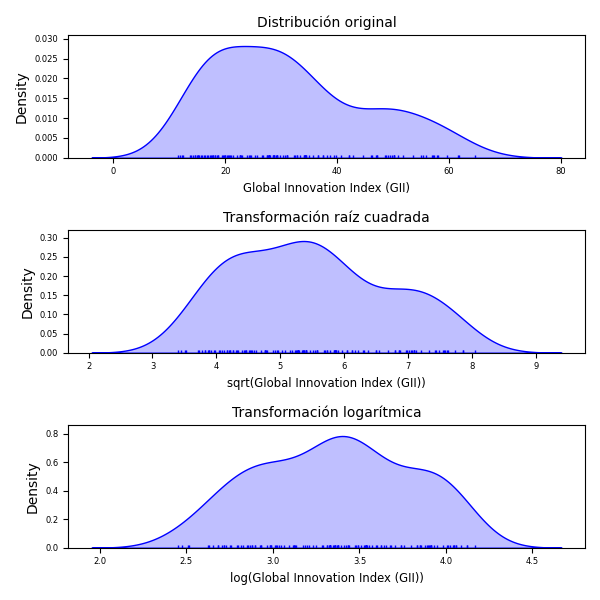 Distribución original
0.030
0.025
0.020
0.015
0.010
0.005
0.000
Density
0 20 40 60 80
Global Innovation Index (GII)
Transformación raíz cuadrada
0.30
0.25
0.20
0.15
0.10
0.05
0.00
Density
2 3 4 5 6 7 8 9
sqrt(Global Innovation Index (GII))
Transformación logarítmica
0.8
0.6
0.4
0.2
0.0
Density
2.0 2.5 3.0 3.5 4.0 4.5
log(Global Innovation Index (GII))